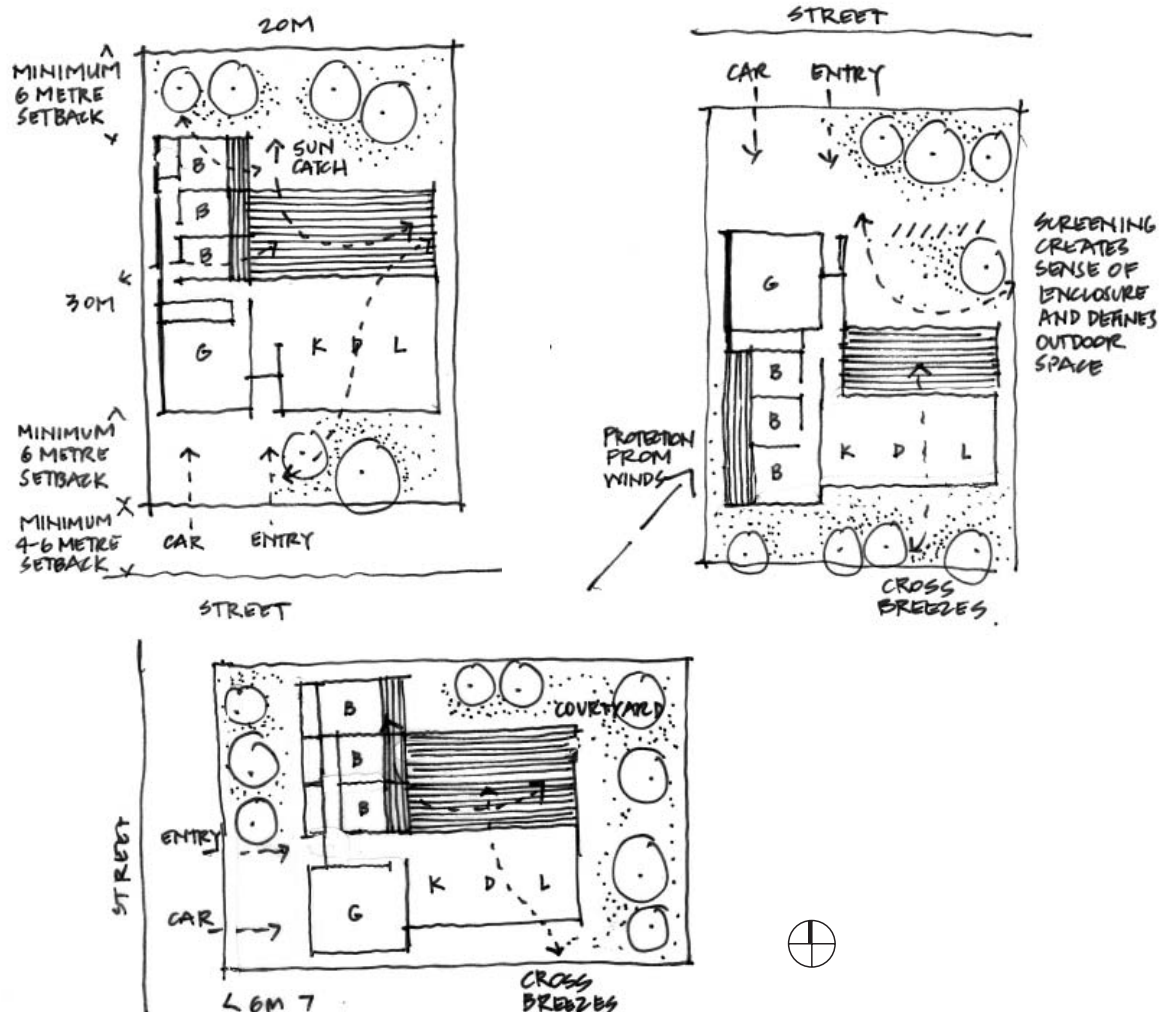 20M
MINIMUM
6 METRE
SETBACK
B
SUN
CATCH
B
B
30M
G
K D L
MINIMUM
6 METRE
SETBACK
MINIMUM
4-6 METRE
SETBACK
CAR
ENTRY
STREET
STREET
CAR
ENTRY
SCREENING
CREATES
SENSE OF
ENCLOSURE
AND DEFINES
OUTDOOR
SPACE
G
B
B
B
K D L
PROTECTION
FROM
WINDS
CROSS
BREEZES
STREET
B
COURTYARD
B
B
ENTRY
CAR
G
K D L
6M
CROSS
BREEZES